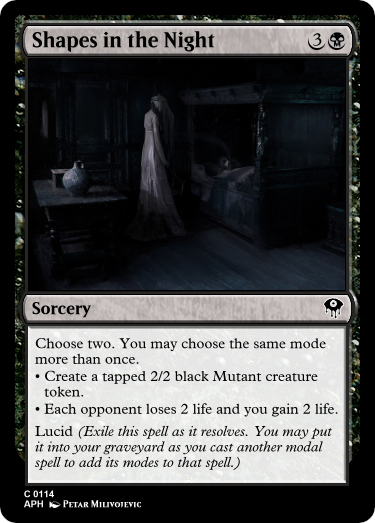 Shapes in the Night 3
Sorcery
Choose two. You may choose the same mode
more than once.
• Create a tapped 2/2 black Mutant creature
token.
• Each opponent loses 2 life and you gain 2 life.
Lucid (Exile this spell as it resolves. You may put
it into your graveyard as you cast another modal
spell to add its modes to that spell.)
C 0114
APH Petar Milivojevic